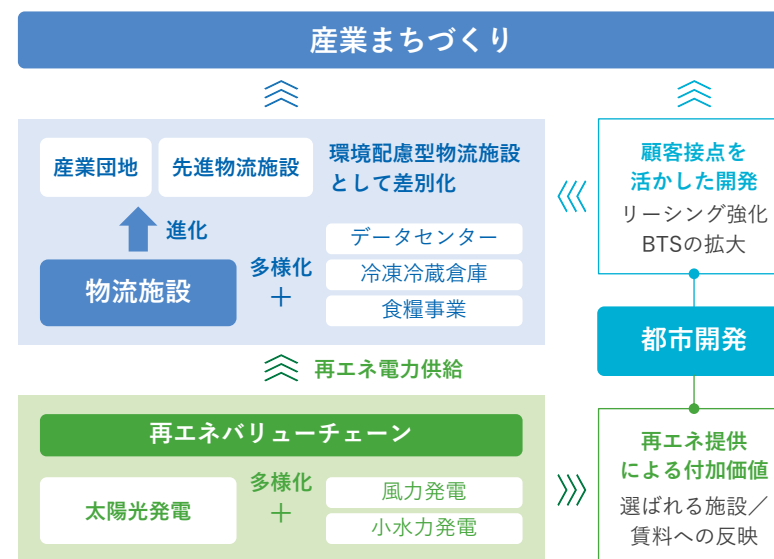 産業まちづくり
産業団地
先進物流施設
環境配慮型物流施設
として差別化
進化
物流施設
多様化
+
データセンター
冷凍冷蔵倉庫
食糧事業
顧客接点を
活かした開発
リーシング強化
BTSの拡大
都市開発
再エネ電力供給
再エネバリューチェーン
太陽光発電
多様化
+
風力発電
小水力発電
再エネ提供
による付加価値
選ばれる施設／
賃料への反映